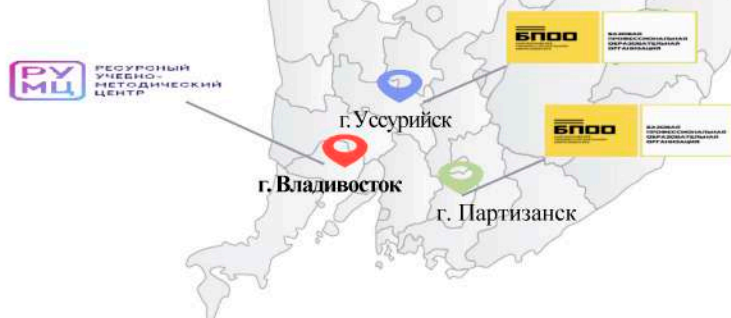 РУ
МЦ
РЕСУРСНЫЙ
УЧЕБНО-
МЕТОДИЧЕСКИЙ
ЦЕНТР
БПОО
БАЗОВАЯ
ПРОФЕССИОНАЛЬНАЯ
ОБРАЗОВАТЕЛЬНАЯ
ОРГАНИЗАЦИЯ
г.Уссурийск
БПОО
БАЗОВАЯ
ПРОФЕССИОНАЛЬНАЯ
ОБРАЗОВАТЕЛЬНАЯ
ОРГАНИЗАЦИЯ
г. Владивосток
г. Партизанск